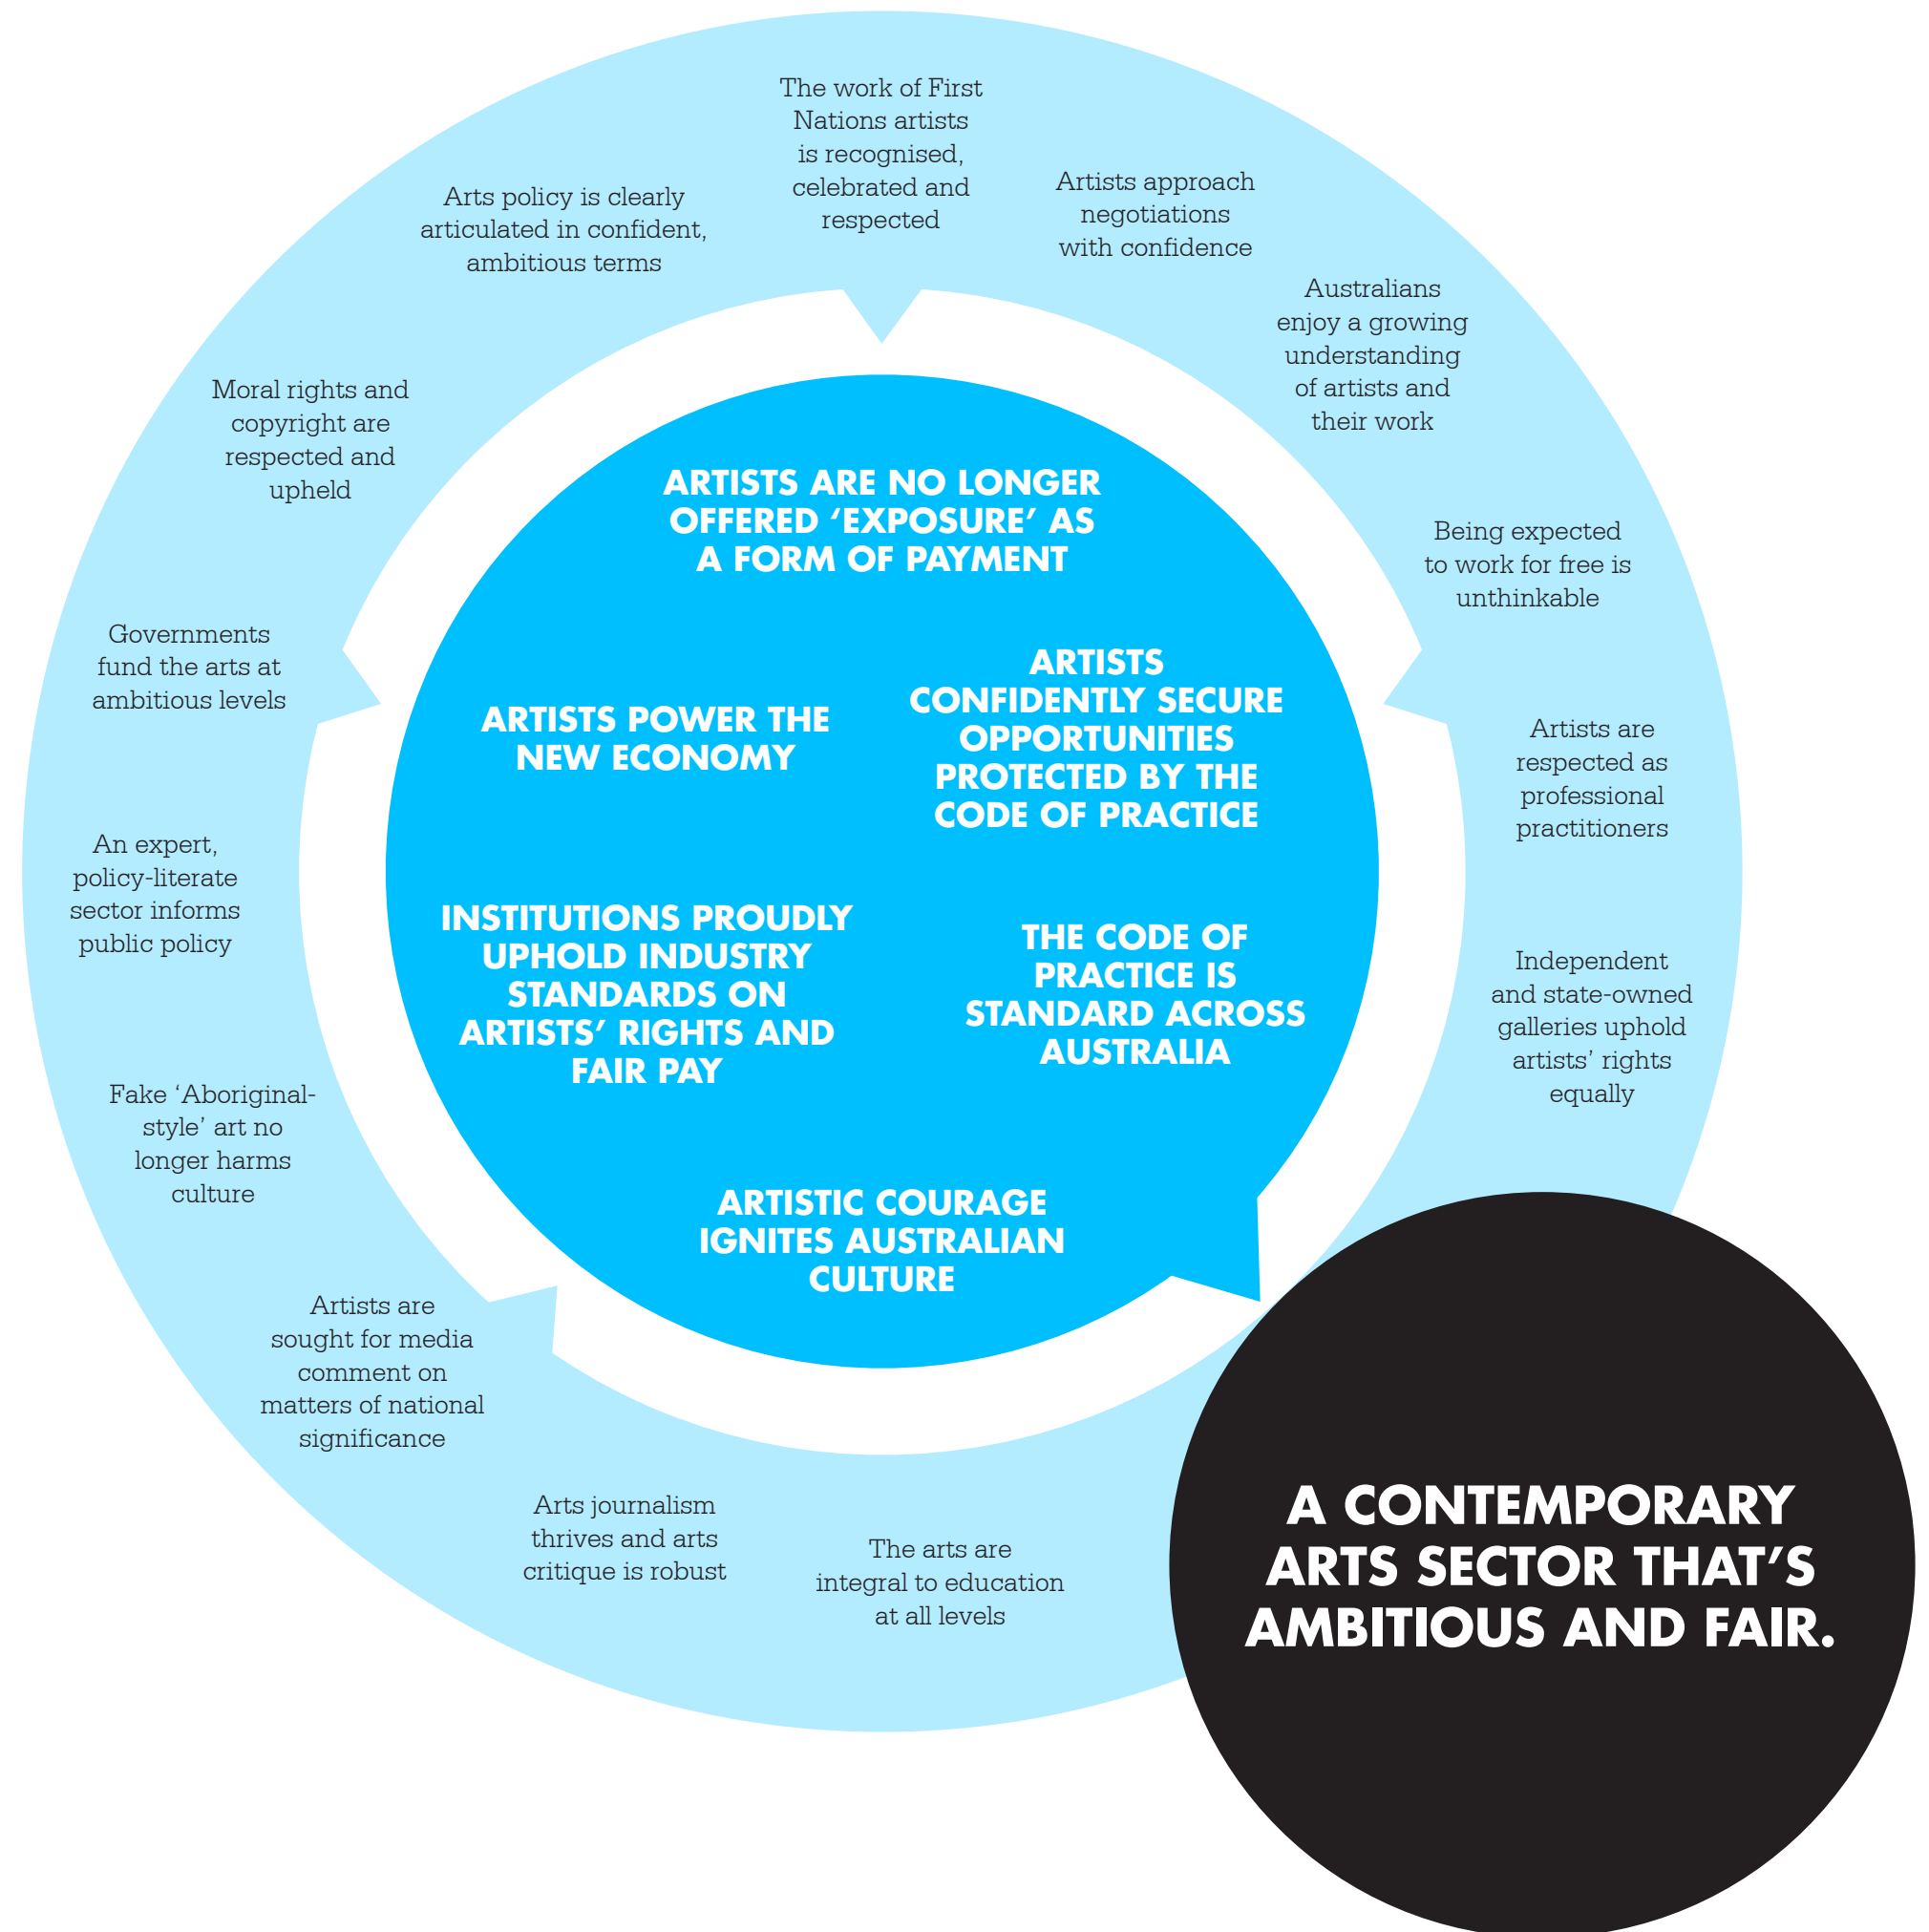 The work of First
Nations artists
is recognised,
celebrated and
respected
Artists approach
negotiations
with confidence
Australians
enjoy a growing
understanding
of artists and
their work
Being expected
to work for free is
unthinkable
Artists are
respected as
professional
practitioners
Independent
and state-owned
galleries uphold
artists’ rights
equally
The arts are
integral to education
at all levels
Arts journalism
thrives and arts
critique is robust
Artists are
sought for media
comment on
matters of national
significance
Fake ‘Aboriginal-
style’ art no
longer harms
culture
An expert,
policy-literate
sector informs
public policy
Governments
fund the arts at
ambitious levels
Moral rights and
copyright are
respected and
upheld
Arts policy is clearly
articulated in confident,
ambitious terms
ARTISTS ARE NO LONGER
OFFERED ‘EXPOSURE’ AS
A FORM OF PAYMENT
ARTISTS POWER THE
NEW ECONOMY
ARTISTS
CONFIDENTLY SECURE
OPPORTUNITIES
PROTECTED BY THE
CODE OF PRACTICE
INSTITUTIONS PROUDLY
UPHOLD INDUSTRY
STANDARDS ON
ARTISTS’ RIGHTS AND
FAIR PAY
THE CODE OF
PRACTICE IS
STANDARD ACROSS
AUSTRALIA
ARTISTIC COURAGE
IGNITES AUSTRALIAN
CULTURE
A CONTEMPORARY
ARTS SECTOR THAT’S
AMBITIOUS AND FAIR.